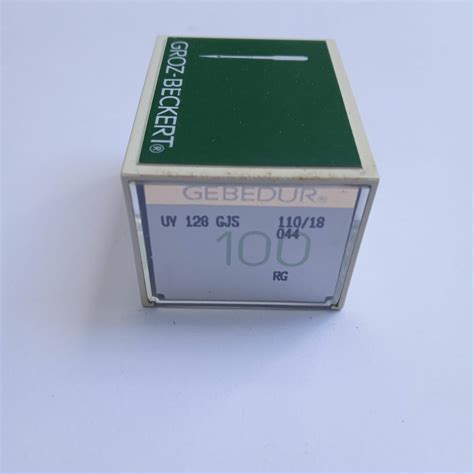 GROZ-BECKERT®
GEBEDUR®
UY 128 GJS 110/18
044
100
RG